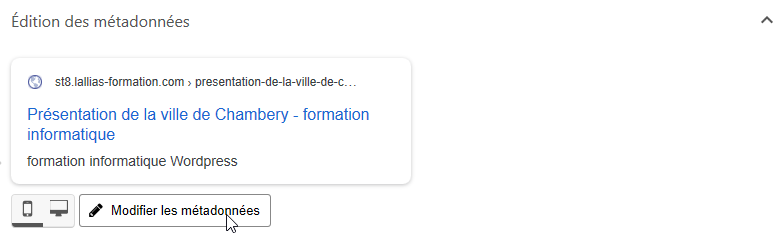 Édition des métadonnées
st8.lallias-formation.com › presentation-de-la-ville-de-c…
Présentation de la ville de Chambery - formation
informatique
formation informatique Wordpress
Modifier les métadonnées